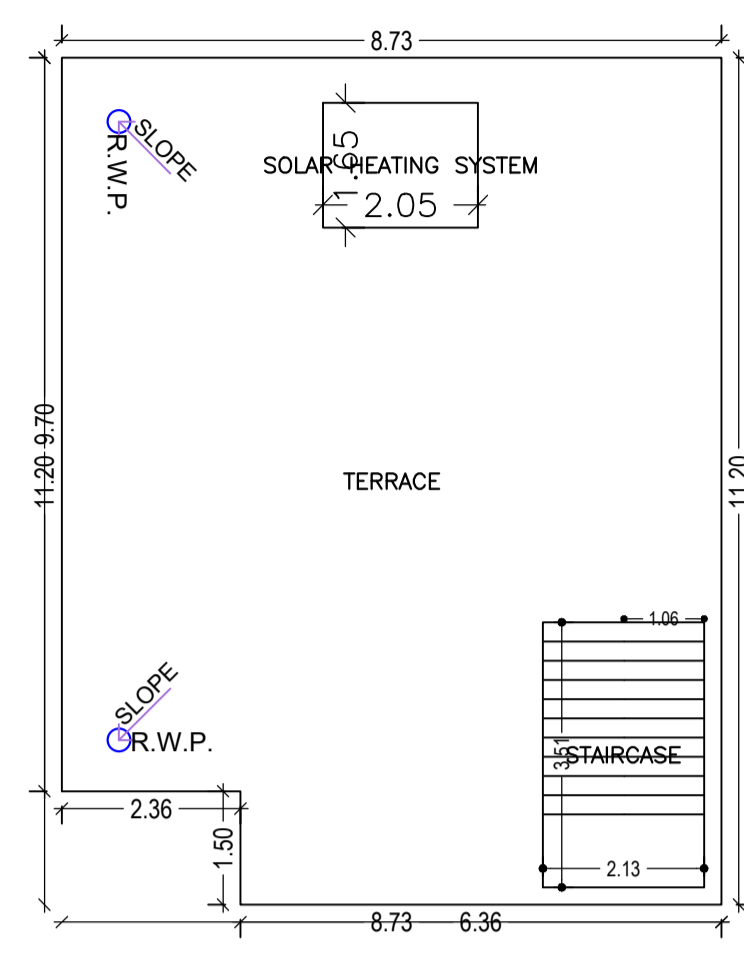 8.73
SLOPE
R.W.P.
1.65
SOLAR HEATING SYSTEM
2.05
11.20 9.70
11.20
TERRACE
1.06
SLOPE
R.W.P.
3.51
STAIRCASE
2.36
1.50
2.13
8.73 6.36